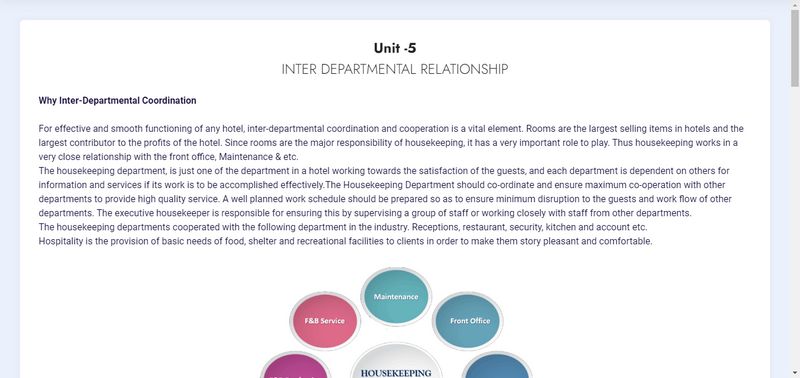 Unit -5
INTER DEPARTMENTAL RELATIONSHIP
Why Inter-Departmental Coordination
For effective and smooth functioning of any hotel, inter-departmental coordination and cooperation is a vital element. Rooms are the largest selling items in hotels and the
largest contributor to the profits of the hotel. Since rooms are the major responsibility of housekeeping, it has a very important role to play. Thus housekeeping works in a
very close relationship with the front office, Maintenance & etc.
The housekeeping department, is just one of the department in a hotel working towards the satisfaction of the guests, and each department is dependent on others for
information and services if its work is to be accomplished effectively.The Housekeeping Department should co-ordinate and ensure maximum co-operation with other
departments to provide high quality service. A well planned work schedule should be prepared so as to ensure minimum disruption to the guests and work flow of other
departments. The executive housekeeper is responsible for ensuring this by supervising a group of staff or working closely with staff from other departments.
The housekeeping departments cooperated with the following department in the industry. Receptions, restaurant, security, kitchen and account etc.
Hospitality is the provision of basic needs of food, shelter and recreational facilities to clients in order to make them story pleasant and comfortable.
Maintenance
F&B Service
Front Office
HOUSEKEEPING